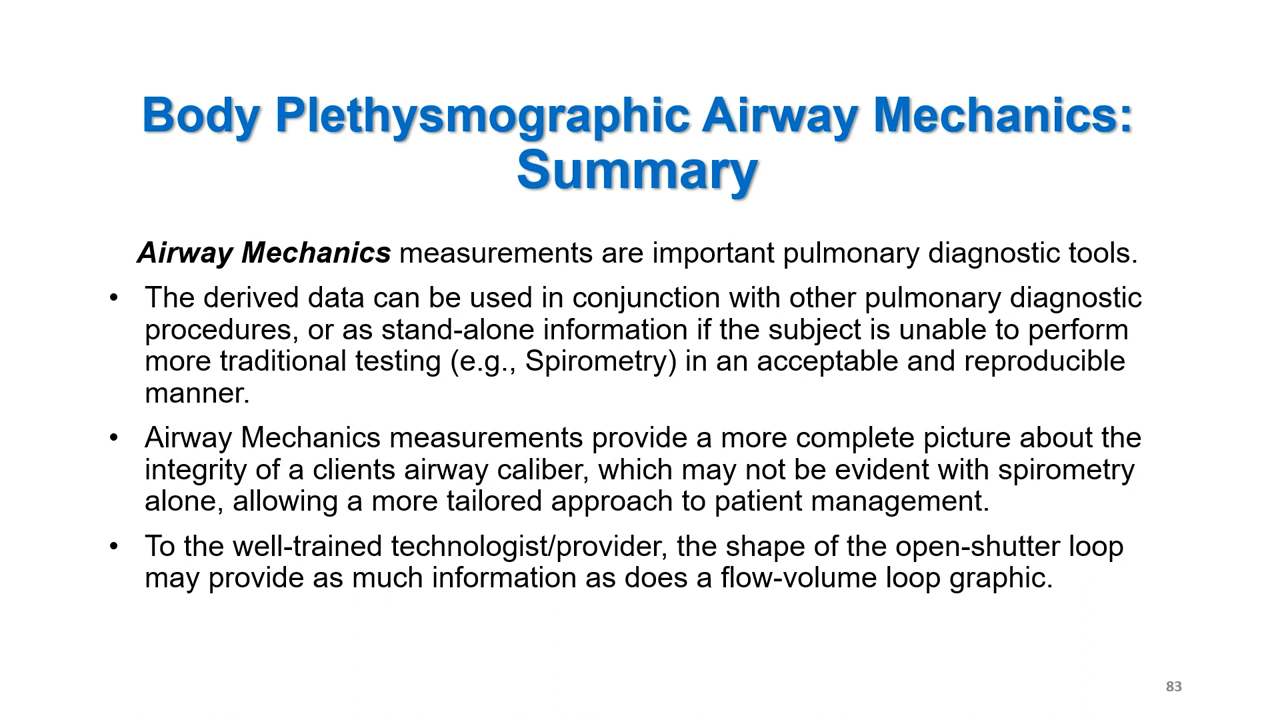 Body Plethysmographic Airway Mechanics:
Summary
Airway Mechanics measurements are important pulmonary diagnostic tools.
• The derived data can be used in conjunction with other pulmonary diagnostic
procedures, or as stand-alone information if the subject is unable to perform
more traditional testing (e.g., Spirometry) in an acceptable and reproducible
manner.
• Airway Mechanics measurements provide a more complete picture about the
integrity of a clients airway caliber, which may not be evident with spirometry
alone, allowing a more tailored approach to patient management.
• To the well-trained technologist/provider, the shape of the open-shutter loop
may provide as much information as does a flow-volume loop graphic.
83